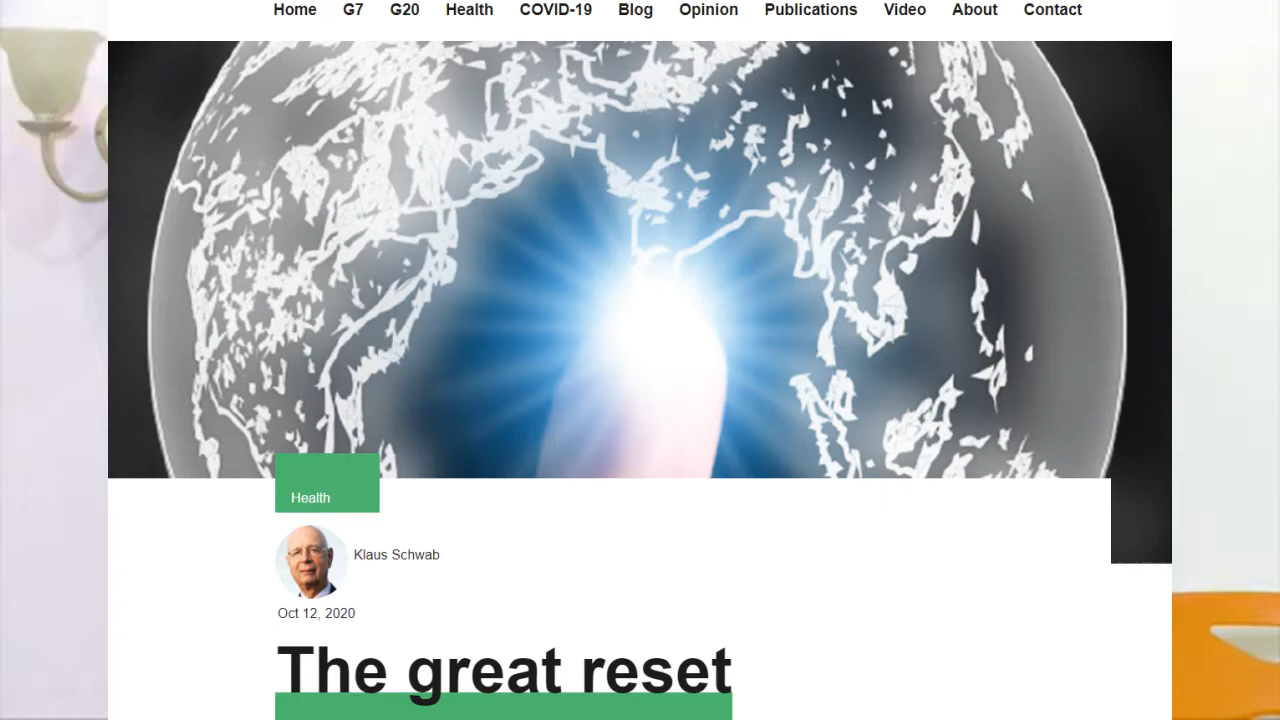 Home G7 G20 Health COVID-19 Blog Opinion Publications Video About Contact
Health
Klaus Schwab
Oct 12, 2020
The great reset